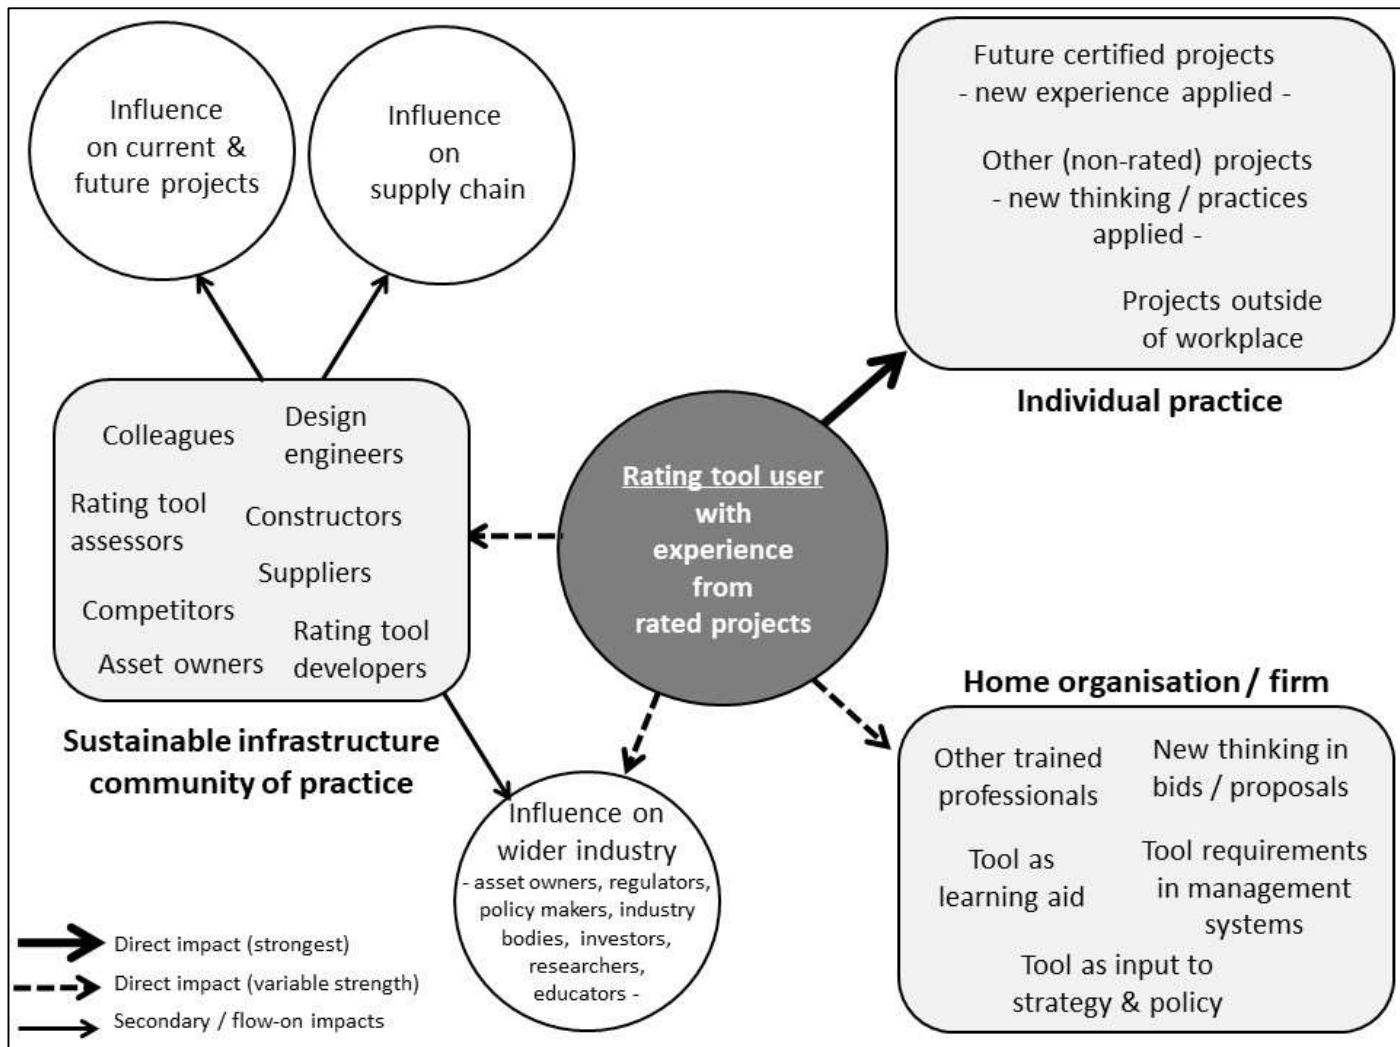 Influence
on current &
future projects
Influence
on
supply chain
Future certified projects
- new experience applied -
Other (non-rated) projects
- new thinking / practices
applied -
Projects outside
of workplace
Individual practice
Colleagues
Design
engineers
Rating tool
assessors
Constructors
Suppliers
Competitors
Asset owners
Rating tool
developers
Sustainable infrastructure
community of practice
Rating tool user
with
experience
from
rated projects
Home organisation / firm
Other trained
professionals
New thinking in
bids / proposals
Tool as
learning aid
Tool requirements
in management
systems
Tool as input to
strategy & policy
Influence on
wider industry
- asset owners, regulators,
policy makers, industry
bodies, investors,
researchers,
educators -
Direct impact (strongest)
Direct impact (variable strength)
Secondary / flow-on impacts